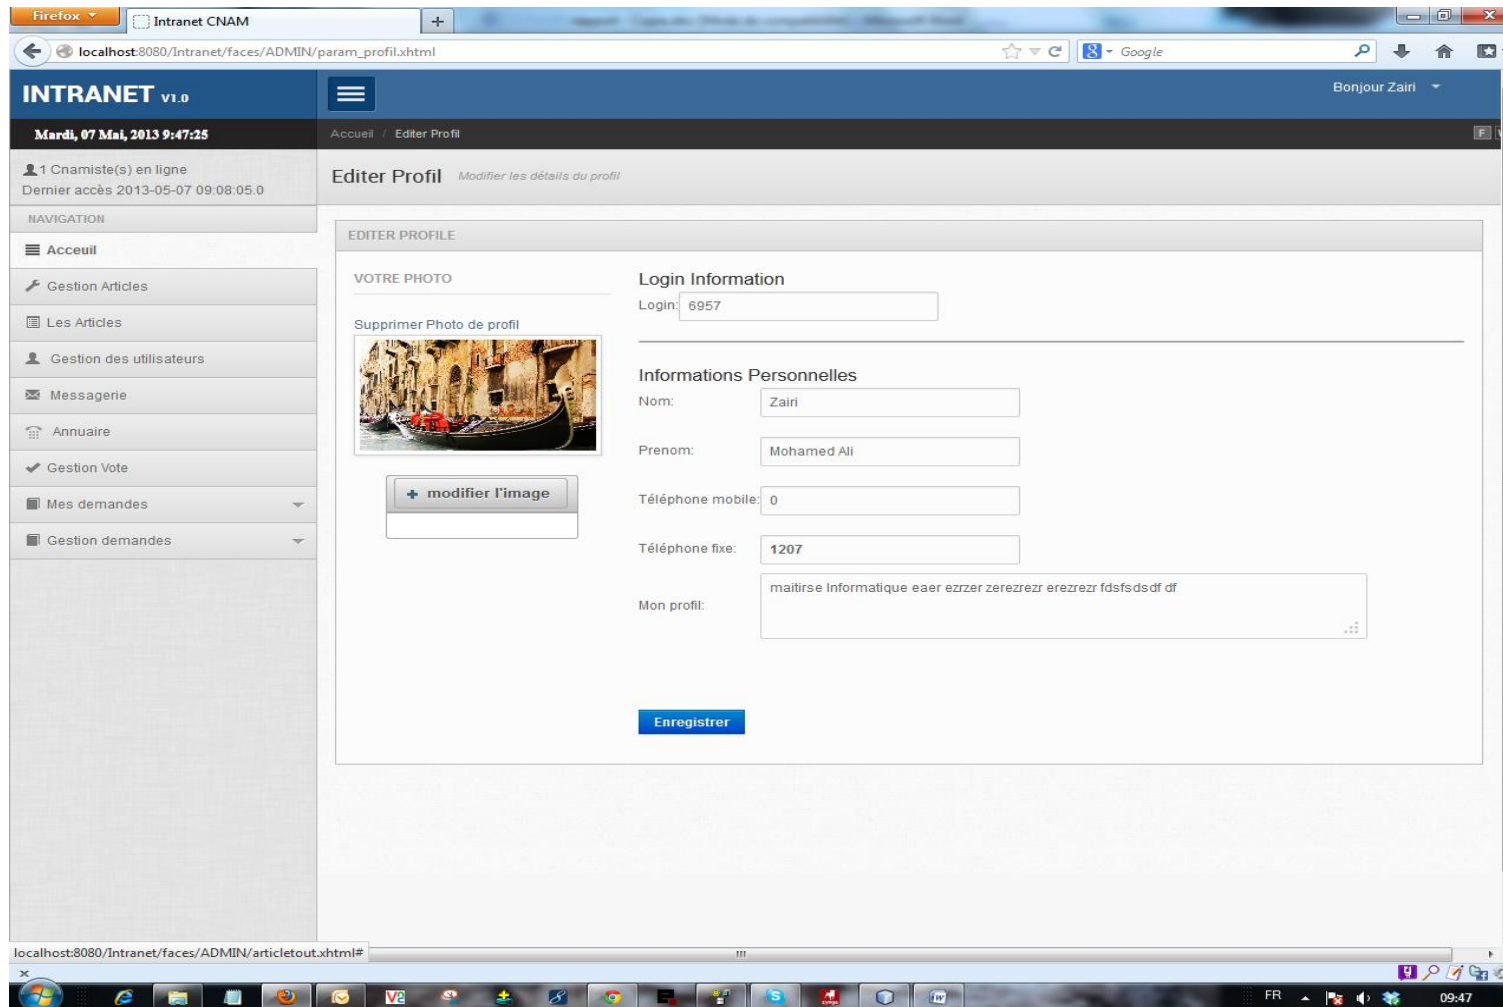 Firefox
Intranet CNAM
localhost:8080/Intranet/faces/ADMIN/param_profil.xhtml
Google
INTRANET v1.0
Bonjour Zairi
Mardi, 07 Mai, 2013 9:47:25
Accueil / Editer Profil
F
1 Cnamiste(s) en ligne
Dernier accès 2013-05-07 09:08:05.0
Editer Profil Modifier les détails du profil
NAVIGATION
Acceuil
Gestion Articles
Les Articles
Gestion des utilisateurs
Messagerie
Annuaire
Gestion Vote
Mes demandes
Gestion demandes
EDITER PROFILE
VOTRE PHOTO
Supprimer Photo de profil
modifier l'image
Login Information
Login: 6957
Informations Personnelles
Nom: Zairi
Prenom: Mohamed Ali
Téléphone mobile: 0
Téléphone fixe: 1207
Mon profil: maitirse Informatique eaer ezrzer zerezrezr erezrezr fdsfsdsdf df
Enregistrer
localhost:8080/Intranet/faces/ADMIN/articletout.xhtml#
FR
09:47